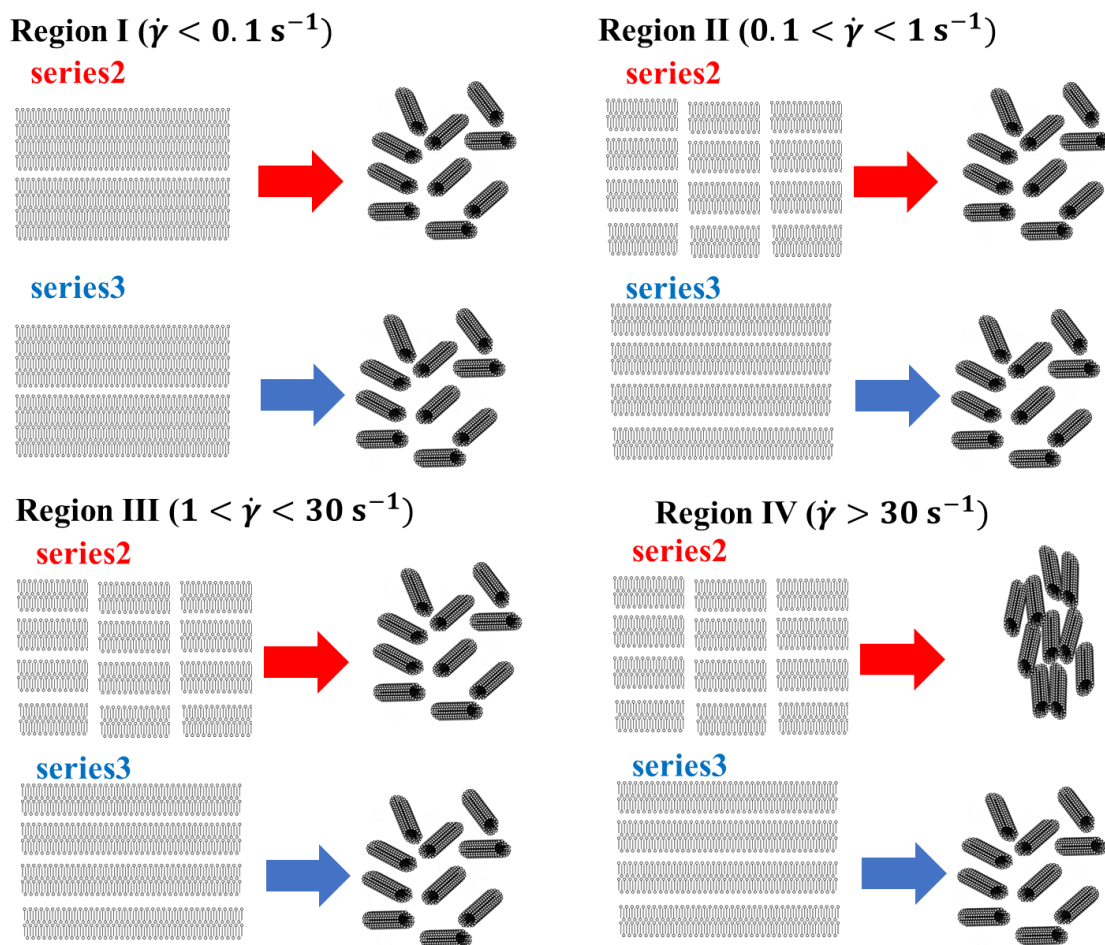 Region I (γ̇ < 0.1 s⁻¹)
series2
series3
Region II (0.1 < γ̇ < 1 s⁻¹)
series2
series3
Region III (1 < γ̇ < 30 s⁻¹)
series2
series3
Region IV (γ̇ > 30 s⁻¹)
series2
series3